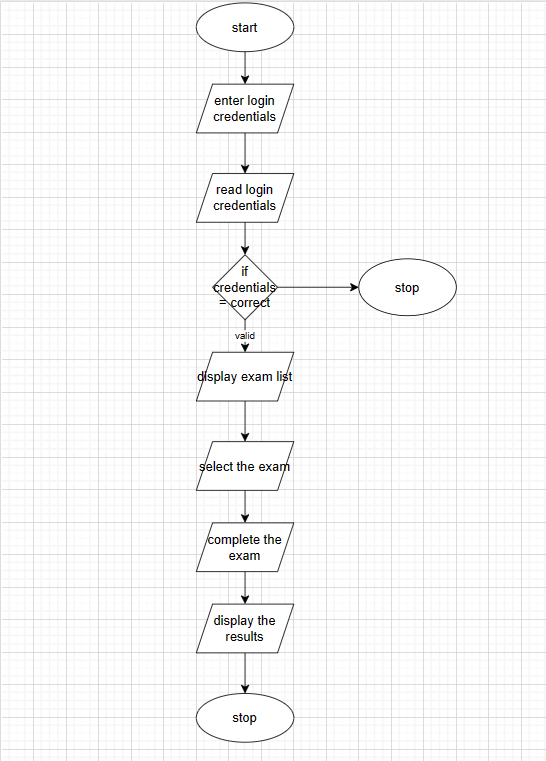 start
enter login
credentials
read login
credentials
if
credentials
= correct
stop
valid
display exam list
select the exam
complete the
exam
display the
results
stop